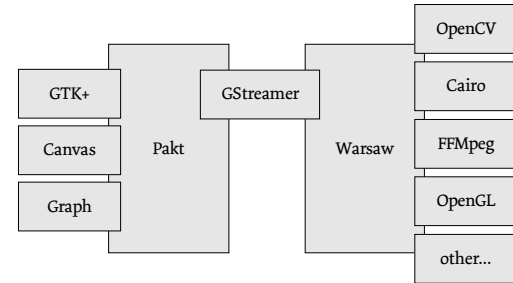 GTK+
Canvas
Graph
Pakt
GStreamer
Warsaw
OpenCV
Cairo
FFMpeg
OpenGL
other...